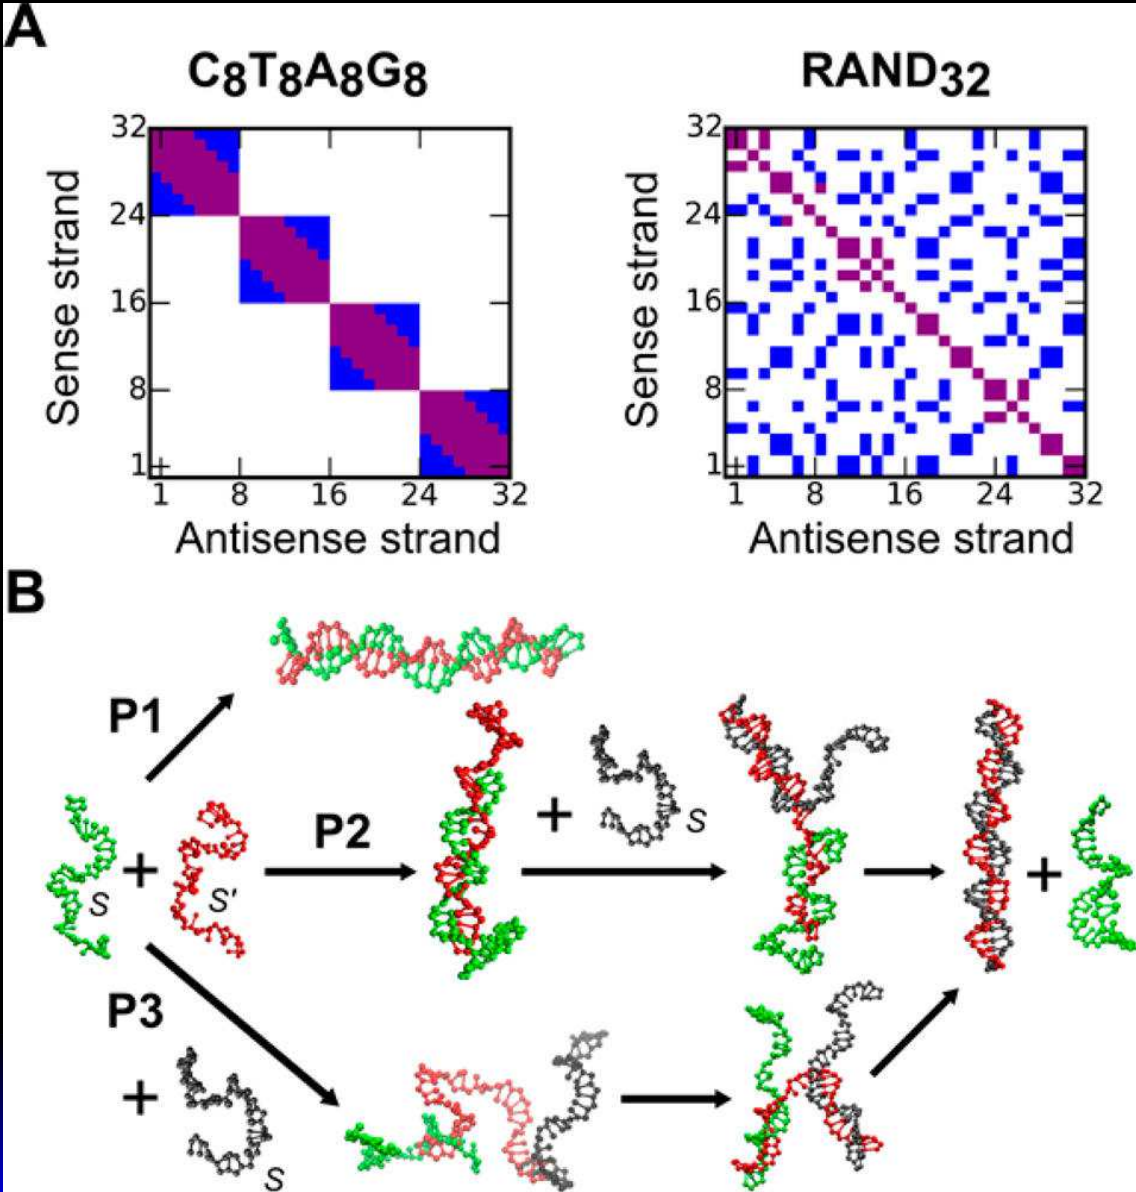 A
C8T8A8G8
RAND32
32
24
16
8
1
Sense strand
1 8 16 24 32
Antisense strand
32
24
16
8
1
Sense strand
1 8 16 24 32
Antisense strand
B
P1
S
+
S'
P2
+
S
+
P3
+
S